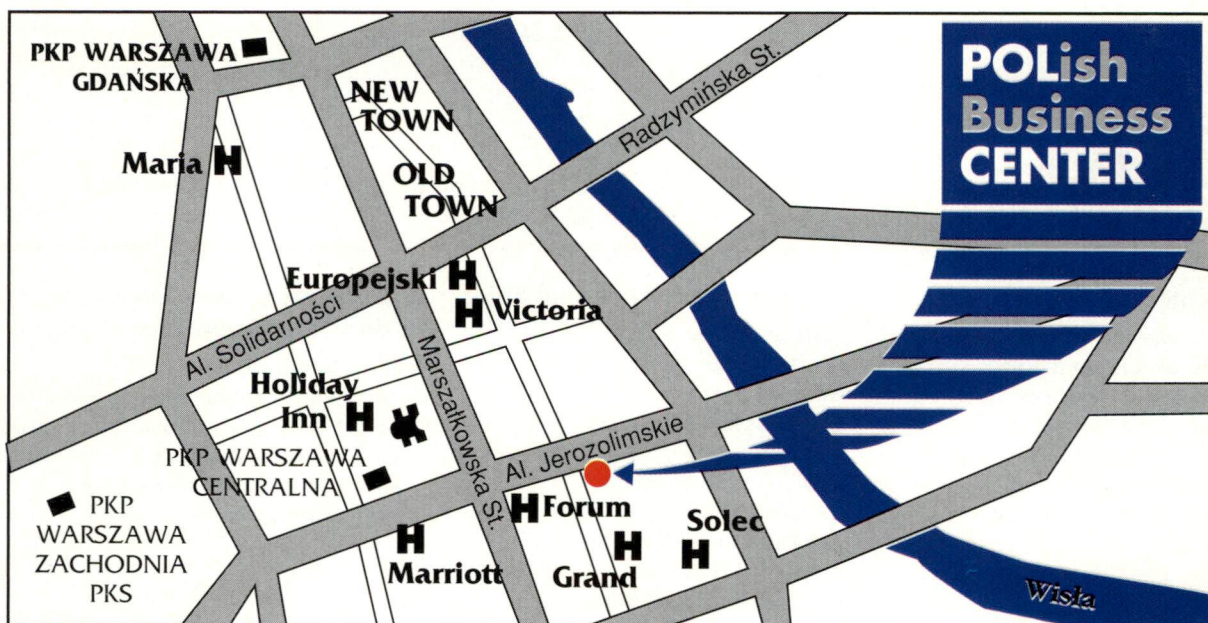 PKP WARSZAWA
GDAŃSKA
NEW
TOWN
Radzymińska St.
POLish
Business
CENTER
Maria H
OLD
TOWN
Europejski H
H Victoria
Al. Solidarności
Marszałkowska St.
Holiday
Inn H
Al. Jerozolimskie
PKP WARSZAWA
CENTRALNA
PKP
WARSZAWA
ZACHODNIA
PKS
H Forum
Solec
H
H
Marriott
H
Grand
Wisła